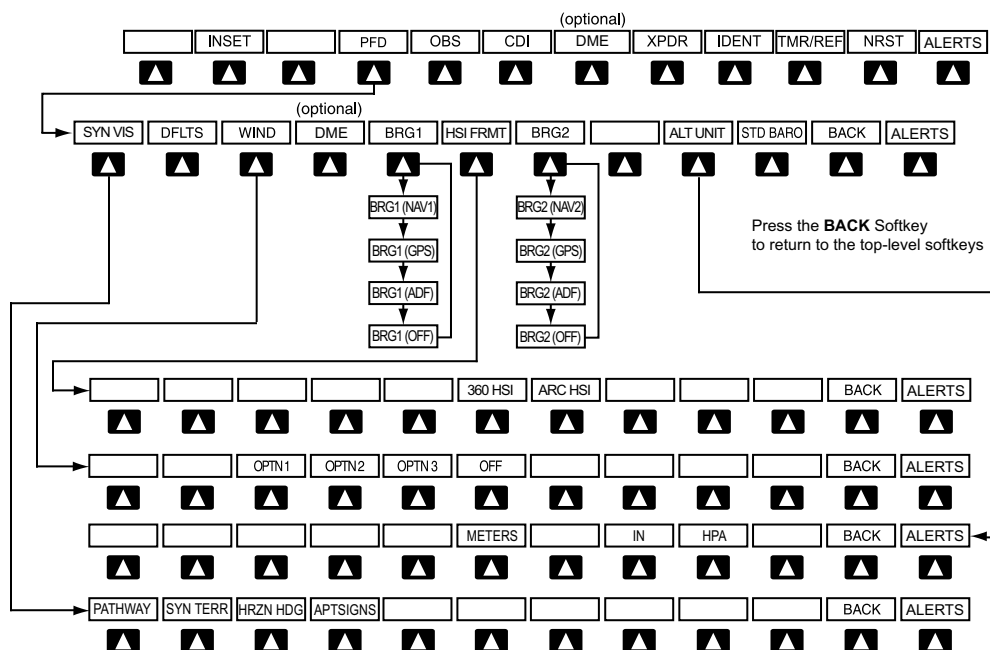 (optional)
INSET PFD OBS CDI DME XPDR IDENT TMR/REF NRST ALERTS
(optional)
SYN VIS DFLTS WIND DME BRG1 HSI FRMT BRG2 ALT UNIT STD BARO BACK ALERTS
BRG1 (NAV1) BRG2 (NAV2)
Press the BACK Softkey
to return to the top-level softkeys
BRG1 (GPS) BRG2 (GPS)
BRG1 (ADF) BRG2 (ADF)
BRG1 (OFF) BRG2 (OFF)
360 HSI ARC HSI BACK ALERTS
OPTN 1 OPTN 2 OPTN 3 OFF BACK ALERTS
METERS IN HPA BACK ALERTS
PATHWAY SYN TERR HRZN HDG APTSIGNS BACK ALERTS